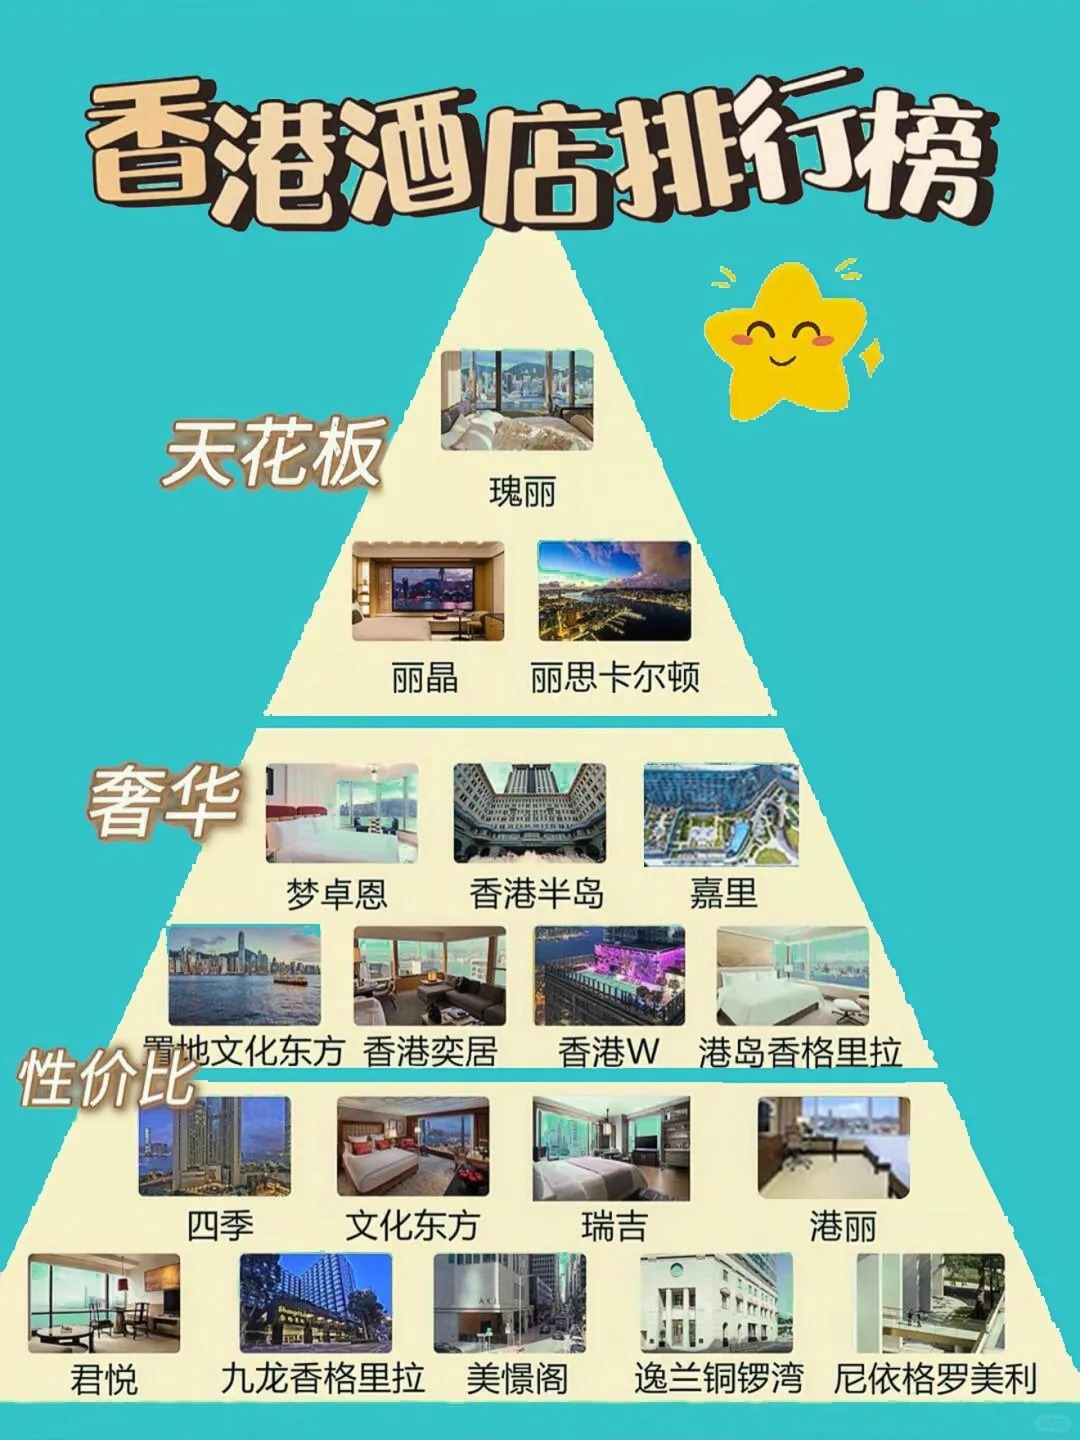 香港酒店排行榜
天花板
瑰丽
丽晶 丽思卡尔顿
奢华
梦卓恩 香港半岛 嘉里
置地文化东方 香港奕居 香港W 港岛香格里拉
性价比
四季 文化东方 瑞吉 港丽
君悦 九龙香格里拉 美憬阁 逸兰铜锣湾 尼依格罗美利